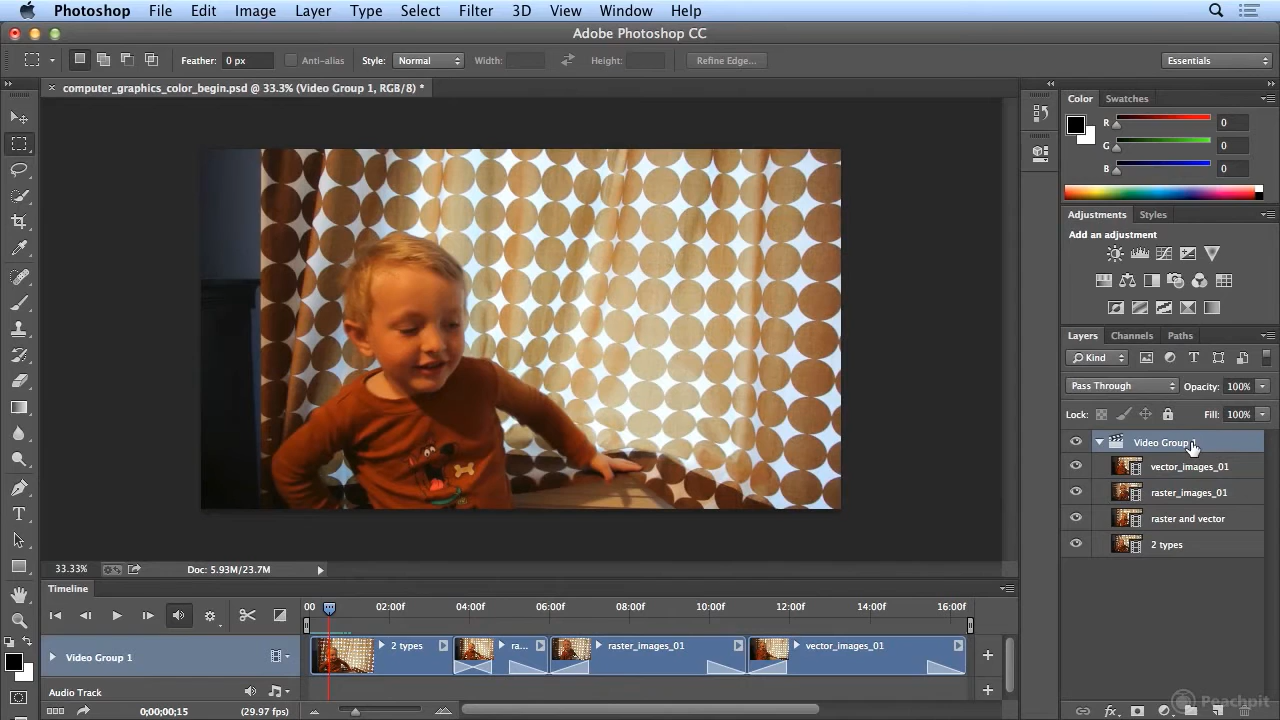 Photoshop File Edit Image Layer Type Select Filter 3D View Window Help
Adobe Photoshop CC
Feather: 0 px Anti-alias Style: Normal Width: Height: Refine Edge... Essentials
computer_graphics_color_begin.psd @ 33.3% (Video Group 1, RGB/8) *
Color Swatches
R 0
G 0
B 0
Adjustments Styles
Add an adjustment
Layers Channels Paths
Kind
Pass Through Opacity: 100%
Lock: Fill: 100%
Video Group 1
vector_images_01
raster_images_01
raster and vector
2 types
33.33% Doc: 5.93M/23.7M
Timeline
00 02:00f 04:00f 06:00f 08:00f 10:00f 12:00f 14:00f 16:00f
Video Group 1 2 types ra... raster_images_01 vector_images_01
Audio Track
0;00;00;15 (29.97 fps)
Peachpit